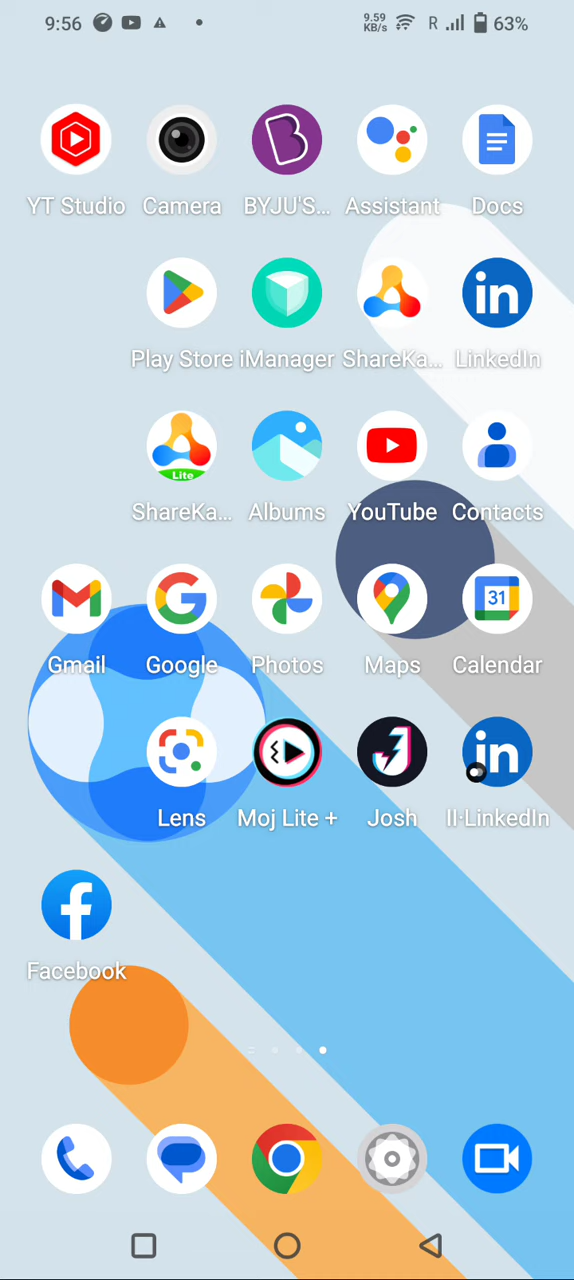 9:56 9.59 KB/s R 63%
YT Studio Camera BYJU'S... Assistant Docs
Play Store iManager ShareKa... LinkedIn
Lite
ShareKa... Albums YouTube Contacts
31
Gmail Google Photos Maps Calendar
Lens Moj Lite + Josh II·LinkedIn
Facebook